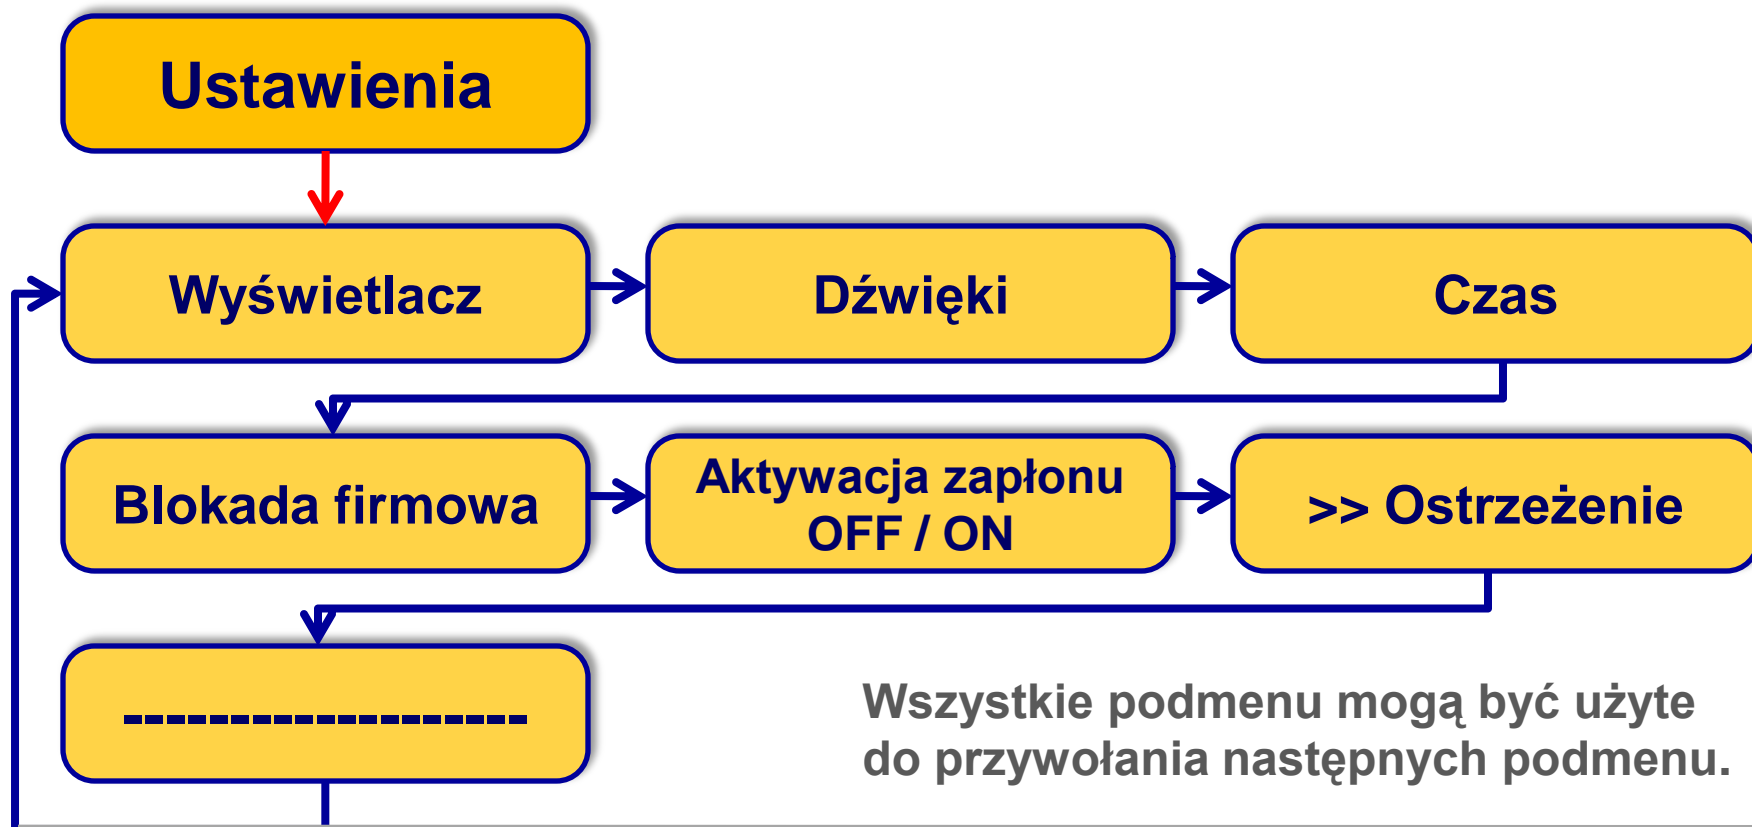 Ustawienia
Wyświetlacz
Dźwięki
Czas
Blokada firmowa
Aktywacja zapłonu
OFF / ON
>> Ostrzeżenie
-------------------
Wszystkie podmenu mogą być użyte
do przywołania następnych podmenu.